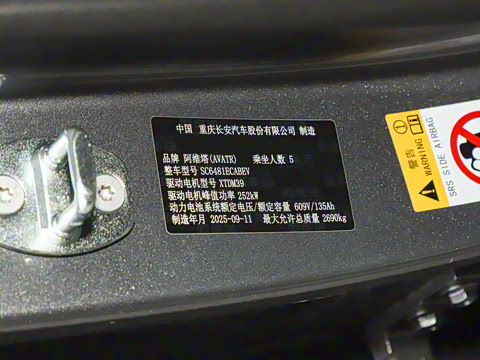 中国 重庆长安汽车股份有限公司 制造
品牌 阿维塔(AVATR) 乘坐人数 5
整车型号 SC6481ECABEV
驱动电机型号 XTDM39
驱动电机峰值功率 252kW
动力电池系统额定电压/额定容量 609V/135Ah
制造年月 2025-09-11 最大允许总质量 2690kg
警告
WARNING
SRS SIDE AIRBAG